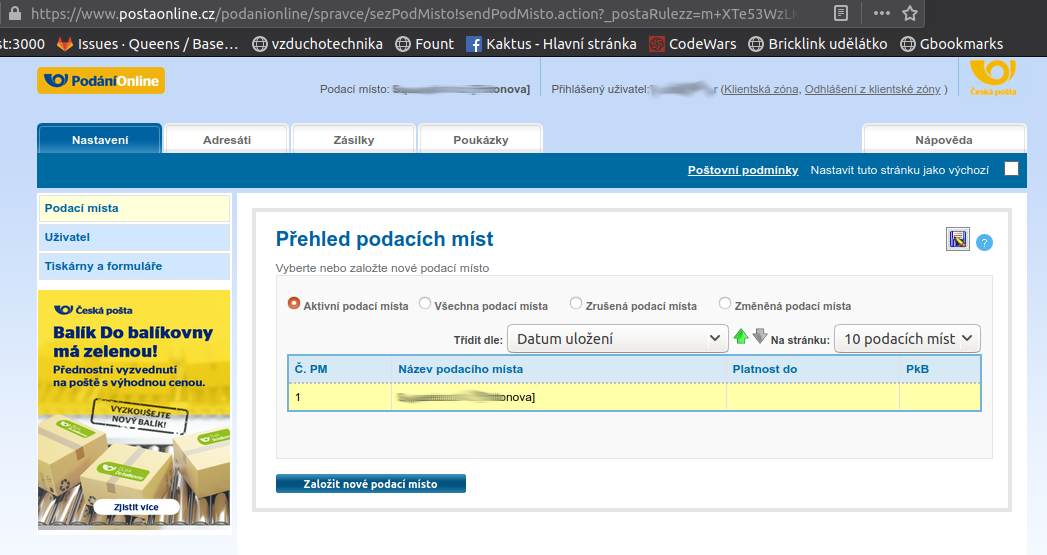 https://www.postaonline.cz/podanionline/spravce/sezPodMisto!sendPodMisto.action?_postaRulezz=m+XTe53WzL
st:3000 Issues · Queens / Base… vzduchotechnika Fount Kaktus - Hlavní stránka CodeWars Bricklink udělátko Gbookmarks
PodáníOnline
Podací místo: onova] Přihlášený uživatel: r (Klientská zóna, Odhlášení z klientské zóny )
Česká pošta
Nastavení Adresáti Zásilky Poukázky Nápověda
Poštovní podmínky Nastavit tuto stránku jako výchozí
Podací místa
Uživatel
Tiskárny a formuláře
Česká pošta
Balík Do balíkovny
má zelenou!
Přednostní vyzvednutí
na poště s výhodnou cenou.
VYZKOUŠEJTE
NOVÝ BALÍK!
Do balíkovny
Zjistit více
Přehled podacích míst
?
Vyberte nebo založte nové podací místo
Aktivní podací místa Všechna podací místa Zrušená podací místa Změněná podací místa
Třídit dle: Datum uložení Na stránku: 10 podacích míst
Č. PM Název podacího místa Platnost do PkB
1 onova]
Založit nové podací místo